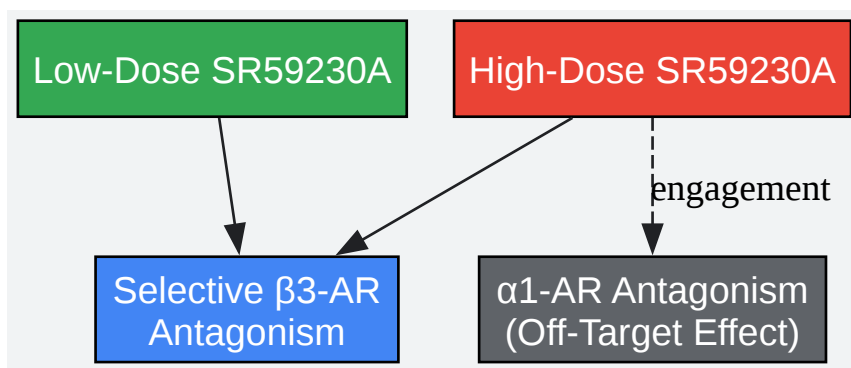 Low-Dose SR59230A
High-Dose SR59230A
engagement
Selective β3-AR
Antagonism
α1-AR Antagonism
(Off-Target Effect)